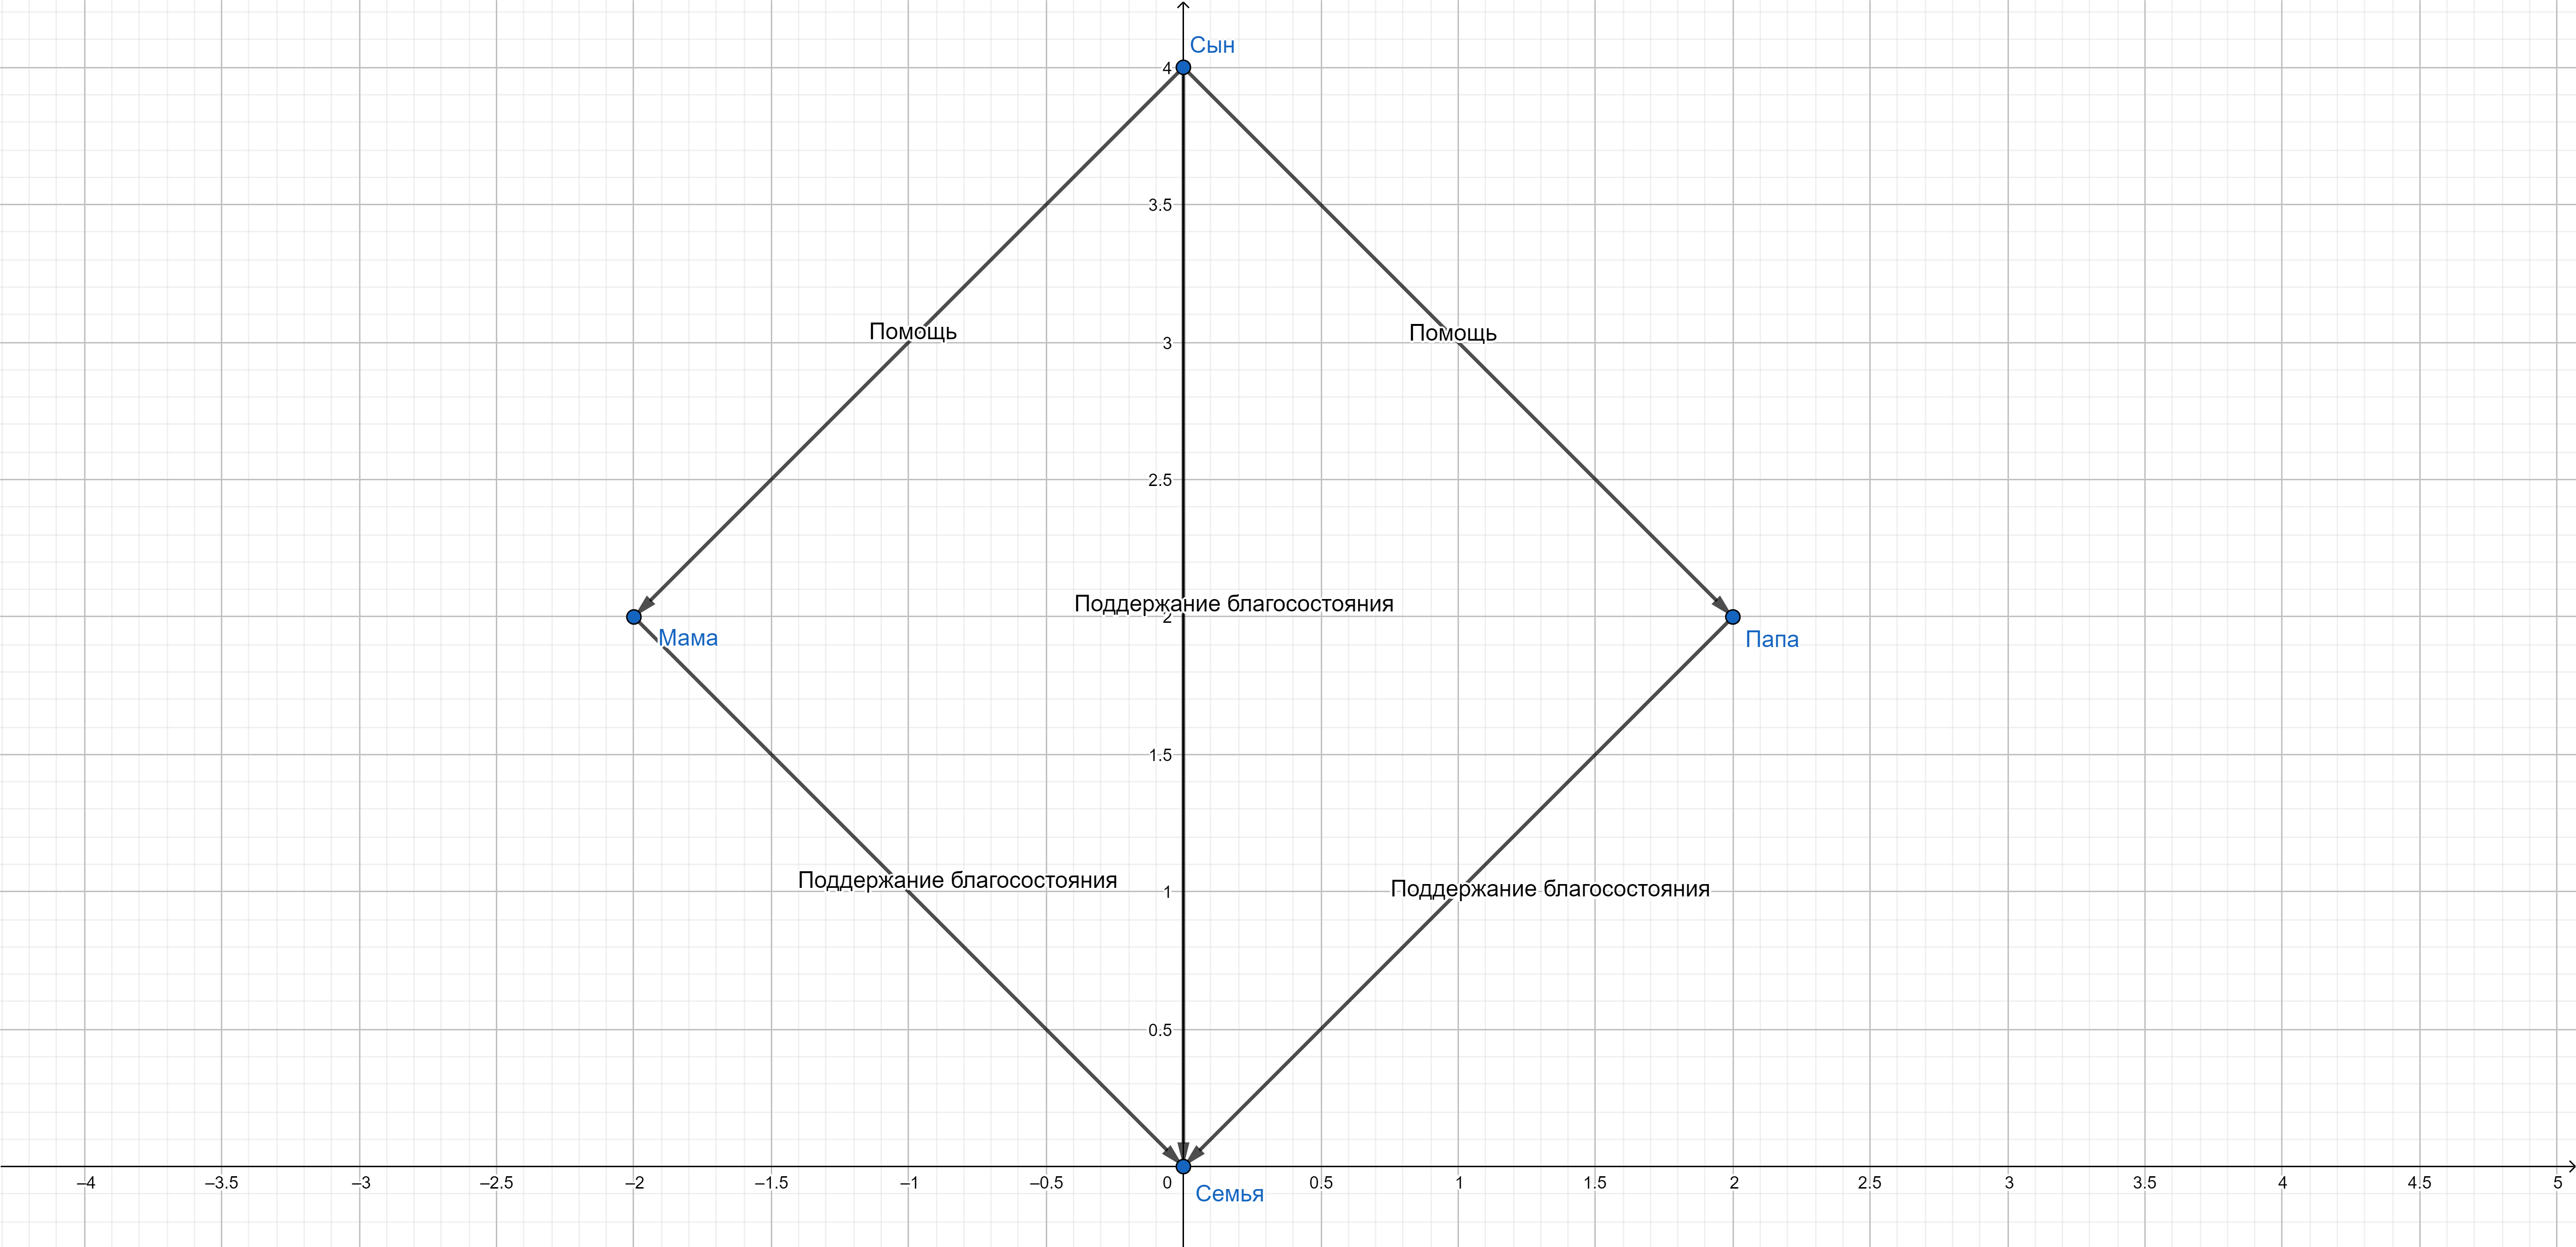 Сын
4
3.5
Помощь
Помощь
3
2.5
Поддержание благосостояния
2
Мама
Папа
1.5
Поддержание благосостояния
Поддержание благосостояния
1
0.5
–4 –3.5 –3 –2.5 –2 –1.5 –1 –0.5 0 0.5 1 1.5 2 2.5 3 3.5 4 4.5 5
Семья